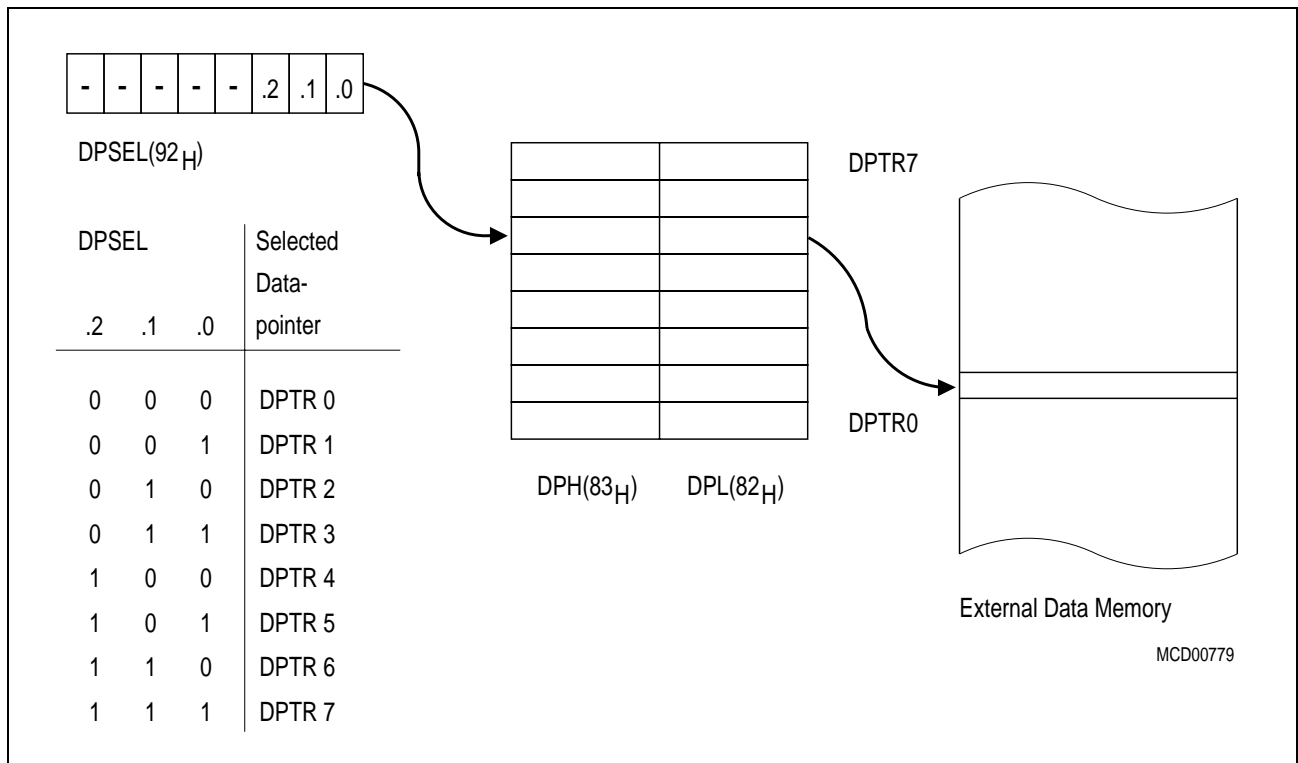 - - - - - .2 .1 .0
DPSEL(92H)
DPSEL Selected
Data-
.2 .1 .0 pointer
0 0 0 DPTR 0
0 0 1 DPTR 1
0 1 0 DPTR 2
0 1 1 DPTR 3
1 0 0 DPTR 4
1 0 1 DPTR 5
1 1 0 DPTR 6
1 1 1 DPTR 7
DPTR7
DPTR0
DPH(83H) DPL(82H)
External Data Memory
MCD00779